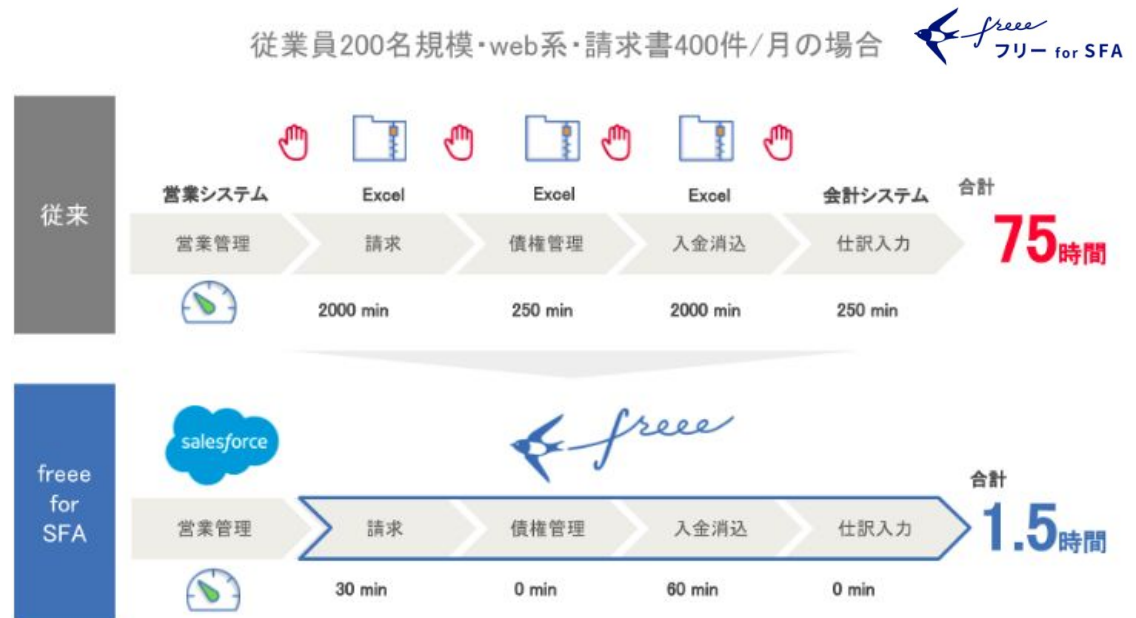 従業員200名規模・web系・請求書400件/月の場合
freee
フリー for SFA
従来
営業システム
Excel
Excel
Excel
会計システム
合計
営業管理
請求
債権管理
入金消込
仕訳入力
75時間
2000 min
250 min
2000 min
250 min
freee
for
SFA
salesforce
freee
合計
営業管理
請求
債権管理
入金消込
仕訳入力
1.5時間
30 min
0 min
60 min
0 min